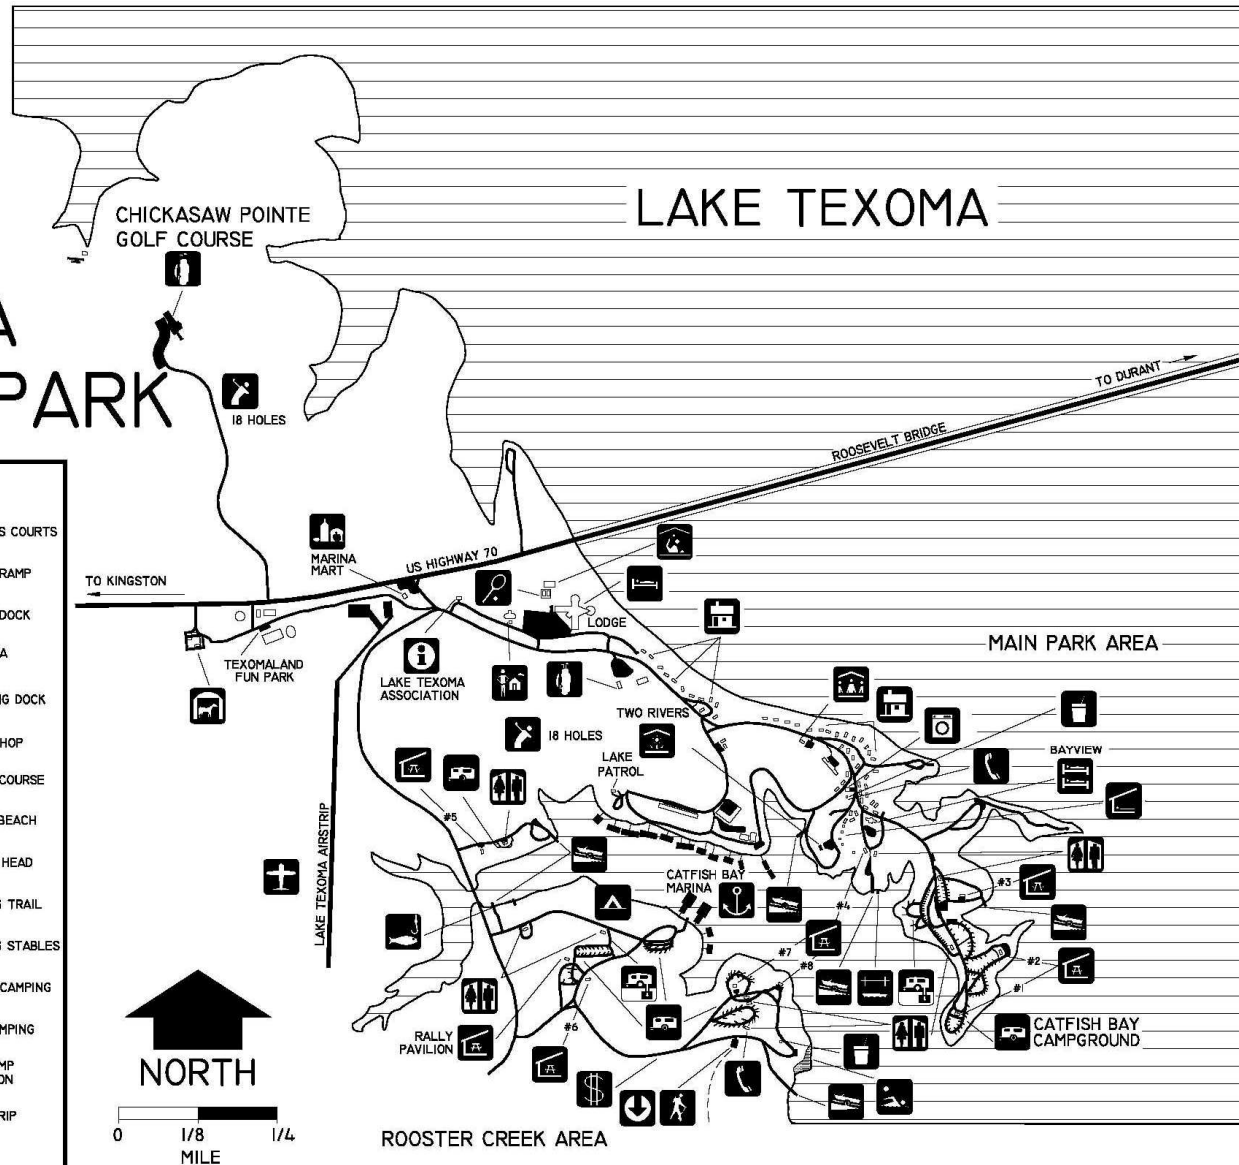 LAKE TEXOMA
CHICKASAW POINTE
GOLF COURSE
A
PARK
18 HOLES
TO DURANT
ROOSEVELT BRIDGE
S COURTS
RAMP
DOCK
A
G DOCK
HOP
COURSE
BEACH
HEAD
G TRAIL
G STABLES
CAMPING
MPING
MP
ON
RIP
MARINA
MART
US HIGHWAY 70
TO KINGSTON
LODGE
TEXOMALAND
FUN PARK
LAKE TEXOMA
ASSOCIATION
MAIN PARK AREA
TWO RIVERS
18 HOLES
LAKE
PATROL
BAYVIEW
#5
LAKE TEXOMA AIRSTRIP
CATFISH BAY
MARINA
#4
#3
#7
#8
#2
#1
#6
RALLY
PAVILION
CATFISH BAY
CAMPGROUND
NORTH
0 1/8 1/4
MILE
ROOSTER CREEK AREA